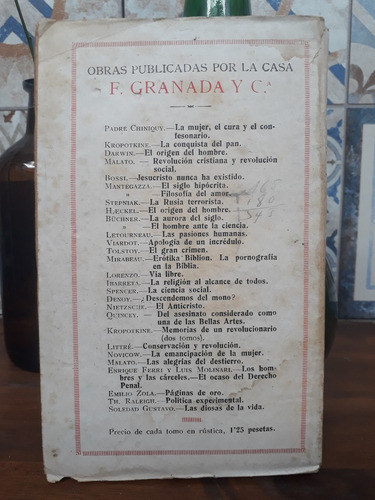 OBRAS PUBLICADAS POR LA CASA
F. GRANADA Y C.ª
PADRE CHINIQUY.—La mujer, el cura y el con-
fesonario.
KROPOTKINE.—La conquista del pan.
DARWIN.—El origen del hombre.
MALATO. — Revolución cristiana y revolución
social.
BOSSI.—Jesucristo nunca ha existido.
MANTEGAZZA.—El siglo hipócrita.
» Filosofía del amor.
STEPNIAK.—La Rusia terrorista.
HÆCKEL.—El origen del hombre.
BÜCHNER.—La aurora del siglo.
» El hombre ante la ciencia.
LETOURNEAU.—Las pasiones humanas.
VIARDOT.—Apología de un incrédulo.
TOLSTOY.—El gran crimen.
MIRABEAU.—Erótika Biblion. La pornografía
en la Biblia.
LORENZO.—Vía libre.
IBARRETA.—La religión al alcance de todos.
SPENCER.—La ciencia social.
DENOY.—¿Descendemos del mono?
NIETZSCHE.—El Anticristo.
QUINCEY. — Del asesinato considerado como
una de las Bellas Artes.
KROPOTKINE.—Memorias de un revolucionario
(dos tomos).
LITTRÉ.—Conservación y revolución.
NOVICOW.—La emancipación de la mujer.
MALATO.—Las alegrías del destierro.
ENRIQUE FERRI Y LUIS MOLINARI.—Los hom-
bres y las cárceles.—El ocaso del Derecho
Penal.
EMILIO ZOLA.—Páginas de oro.
TH. RALEIGH.—Política experimental.
SOLEDAD GUSTAVO.—Las diosas de la vida.
Precio de cada tomo en rústica, 1'25 pesetas.